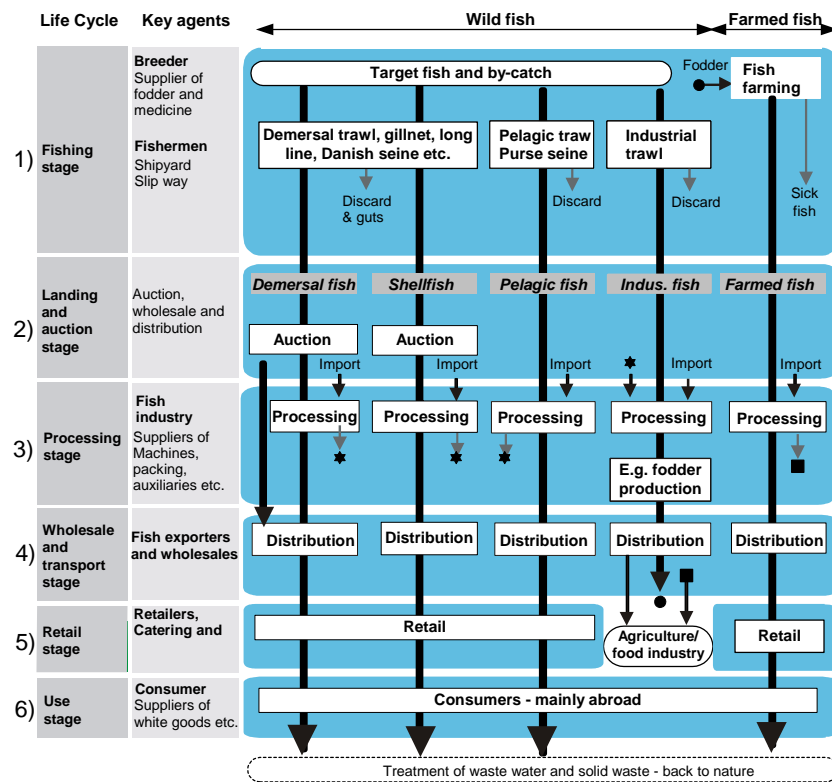 Life Cycle
Key agents
Wild fish
Farmed fish
1)
Fishing
stage
Breeder
Supplier of
fodder and
medicine
Fishermen
Shipyard
Slip way
Target fish and by-catch
Fodder
Fish
farming
Demersal trawl, gillnet, long
line, Danish seine etc.
Pelagic traw
Purse seine
Industrial
trawl
Discard
& guts
Discard
Discard
Sick
fish
2)
Landing
and
auction
stage
Auction,
wholesale and
distribution
Demersal fish
Shellfish
Pelagic fish
Indus. fish
Farmed fish
Auction
Auction
Import
Import
Import
Import
Import
3)
Processing
stage
Fish
industry
Suppliers of
Machines,
packing,
auxiliaries etc.
Processing
Processing
Processing
Processing
Processing
E.g. fodder
production
4)
Wholesale
and
transport
stage
Fish exporters
and wholesales
Distribution
Distribution
Distribution
Distribution
Distribution
5)
Retail
stage
Retailers,
Catering and
Retail
Agriculture/
food industry
Retail
6)
Use
stage
Consumer
Suppliers of
white goods etc.
Consumers - mainly abroad
Treatment of waste water and solid waste - back to nature